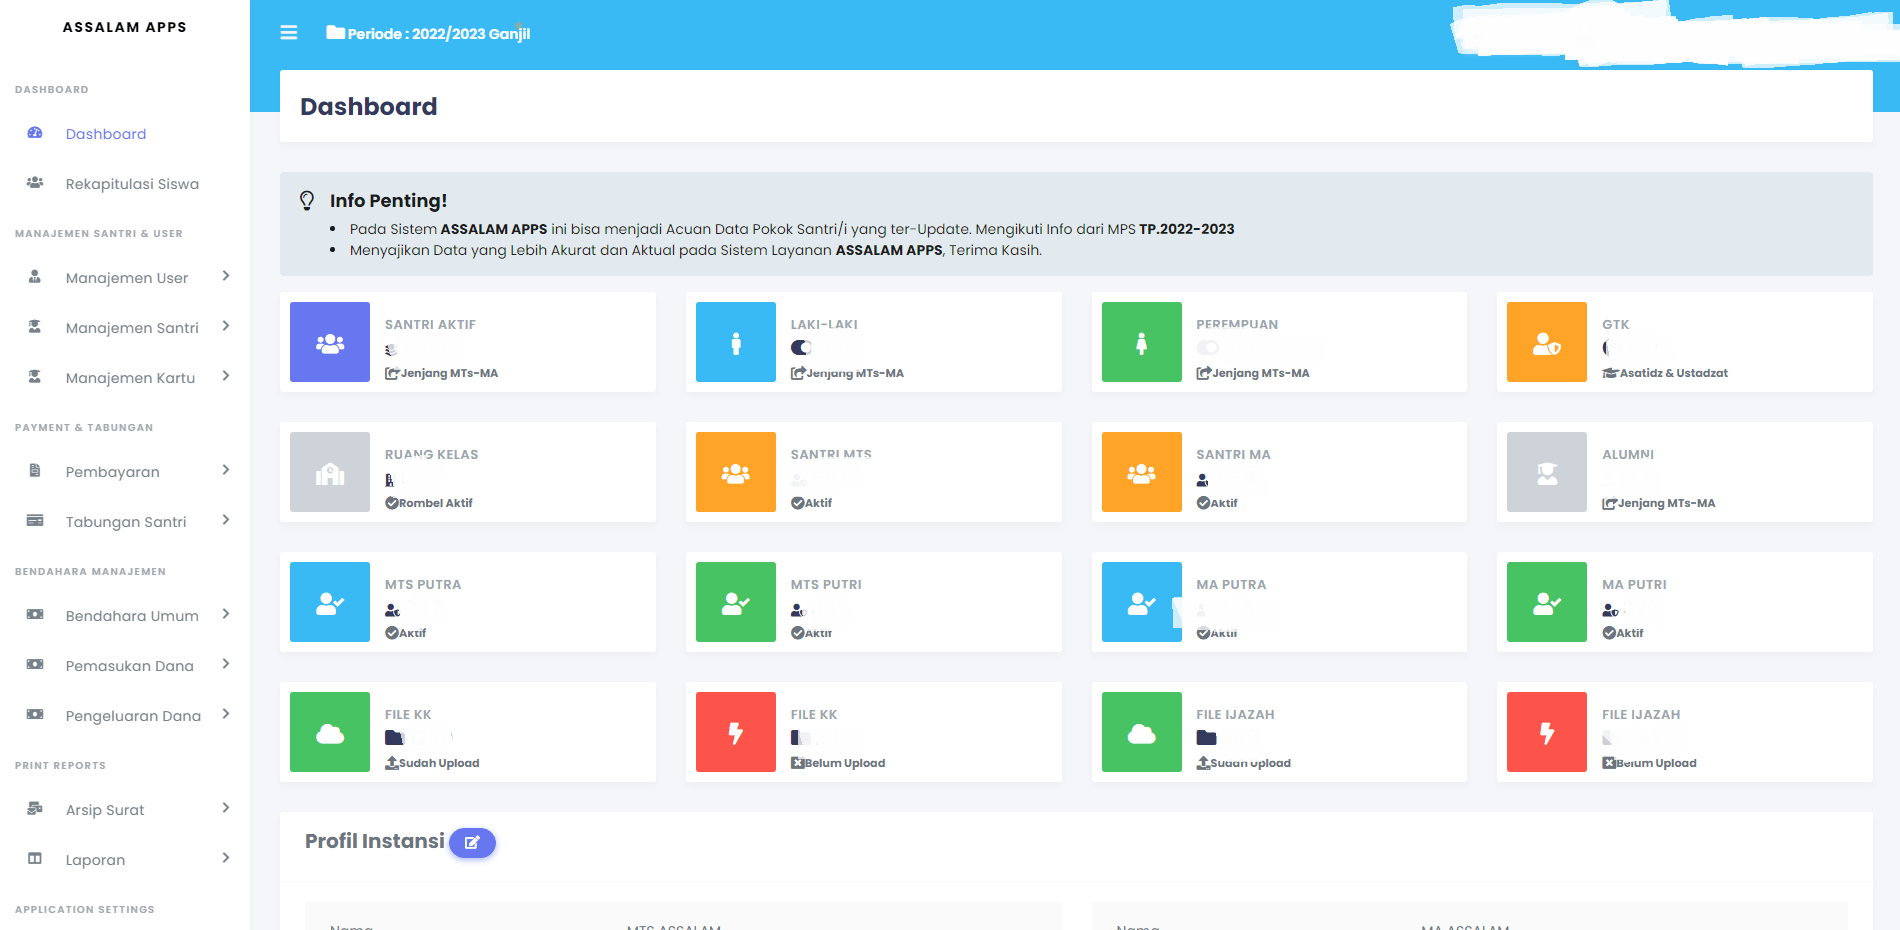 ASSALAM APPS
Periode : 2022/2023 Ganjil
DASHBOARD
Dashboard
Rekapitulasi Siswa
MANAJEMEN SANTRI & USER
Manajemen User
Manajemen Santri
Manajemen Kartu
PAYMENT & TABUNGAN
Pembayaran
Tabungan Santri
BENDAHARA MANAJEMEN
Bendahara Umum
Pemasukan Dana
Pengeluaran Dana
PRINT REPORTS
Arsip Surat
Laporan
APPLICATION SETTINGS
Dashboard
Info Penting!
Pada Sistem ASSALAM APPS ini bisa menjadi Acuan Data Pokok Santri/i yang ter-Update. Mengikuti Info dari MPS TP.2022-2023
Menyajikan Data yang Lebih Akurat dan Aktual pada Sistem Layanan ASSALAM APPS, Terima Kasih.
SANTRI AKTIF
Jenjang MTs-MA
LAKI-LAKI
Jenjang MTs-MA
PEREMPUAN
Jenjang MTs-MA
GTK
Asatidz & Ustadzat
RUANG KELAS
Rombel Aktif
SANTRI MTS
Aktif
SANTRI MA
Aktif
ALUMNI
Jenjang MTs-MA
MTS PUTRA
Aktif
MTS PUTRI
Aktif
MA PUTRA
Aktif
MA PUTRI
Aktif
FILE KK
Sudah Upload
FILE KK
Belum Upload
FILE IJAZAH
Sudah Upload
FILE IJAZAH
Belum Upload
Profil Instansi
Nama MTS ASSALAM
Nama MA ASSALAM